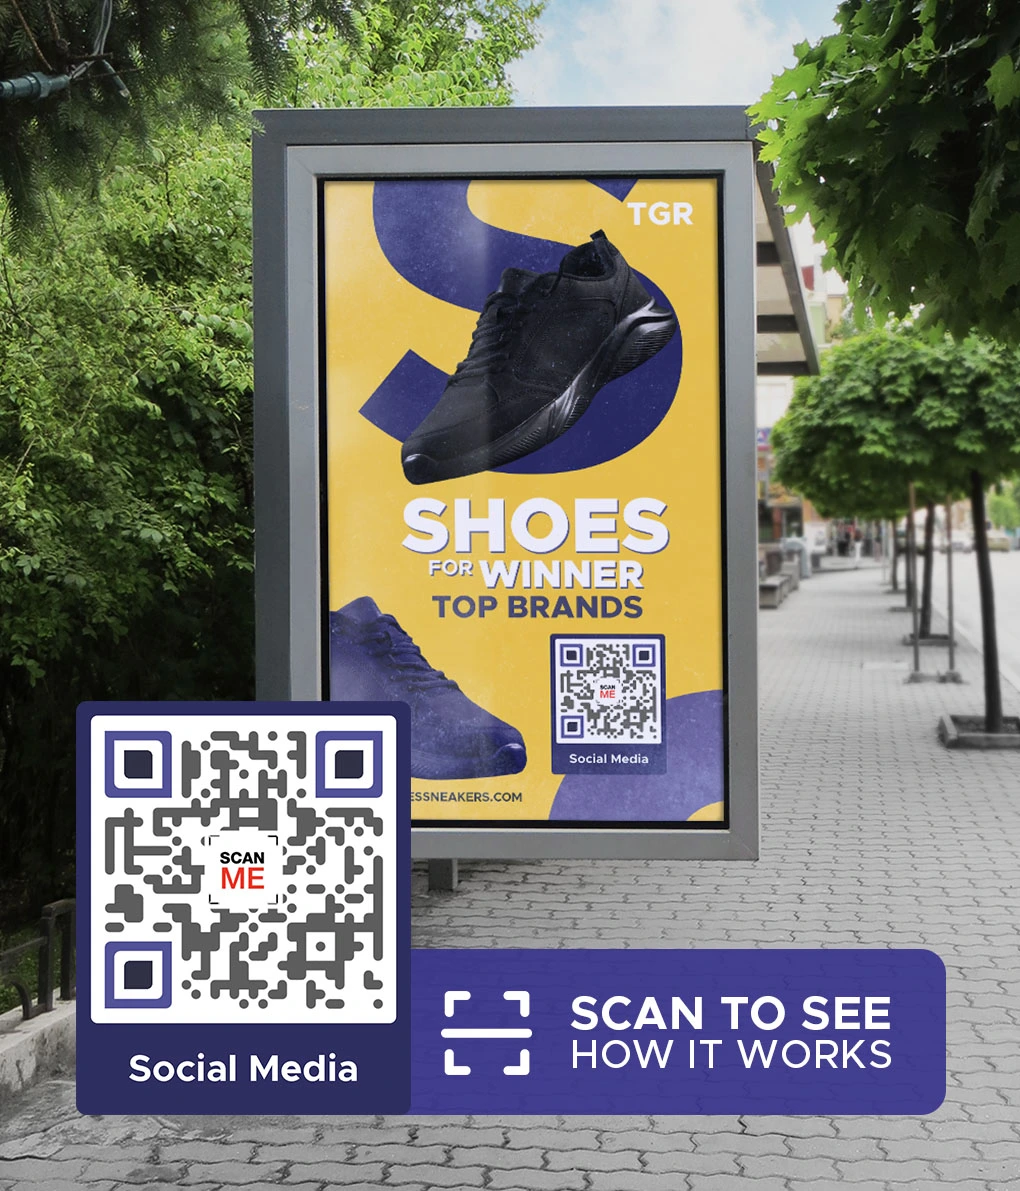 TGR
SHOES
FOR WINNER
TOP BRANDS
SCAN
ME
Social Media
ESSNEAKERS.COM
SCAN
ME
Social Media
SCAN TO SEE
HOW IT WORKS